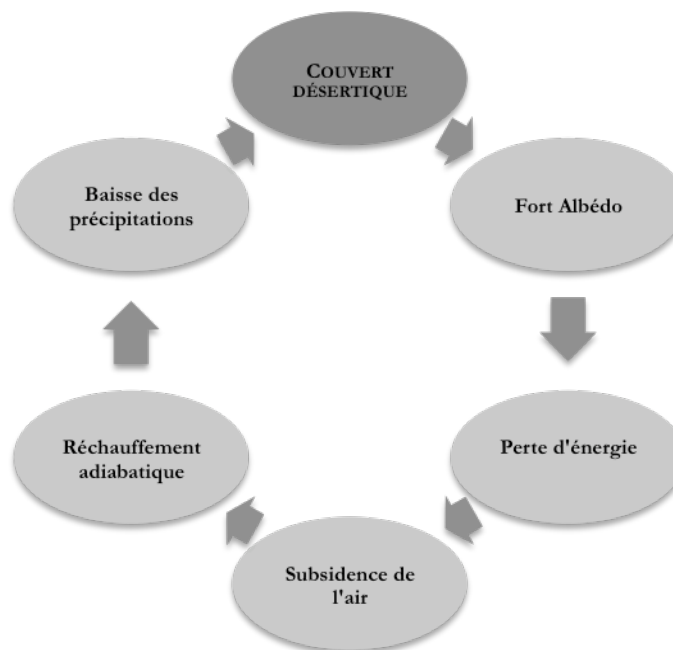 COUVERT
DÉSERTIQUE
Fort Albédo
Perte d'énergie
Subsidence de
l'air
Réchauffement
adiabatique
Baisse des
précipitations